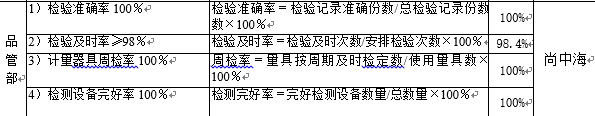 品管部
1）检验准确率 100%
检验准确率＝检验记录准确份数/总检验记录份数×100%
100%
2）检验及时率≥98%
检验及时率＝检验及时次数/安排检验次数×100%
98.4%
3）计量器具周检率 100%
周检率＝量具按周期及时检定数/使用量具数×100%
100%
4）检测设备完好率 100%
检测完好率＝完好检测设备数量/总数量×100%
100%
尚中海